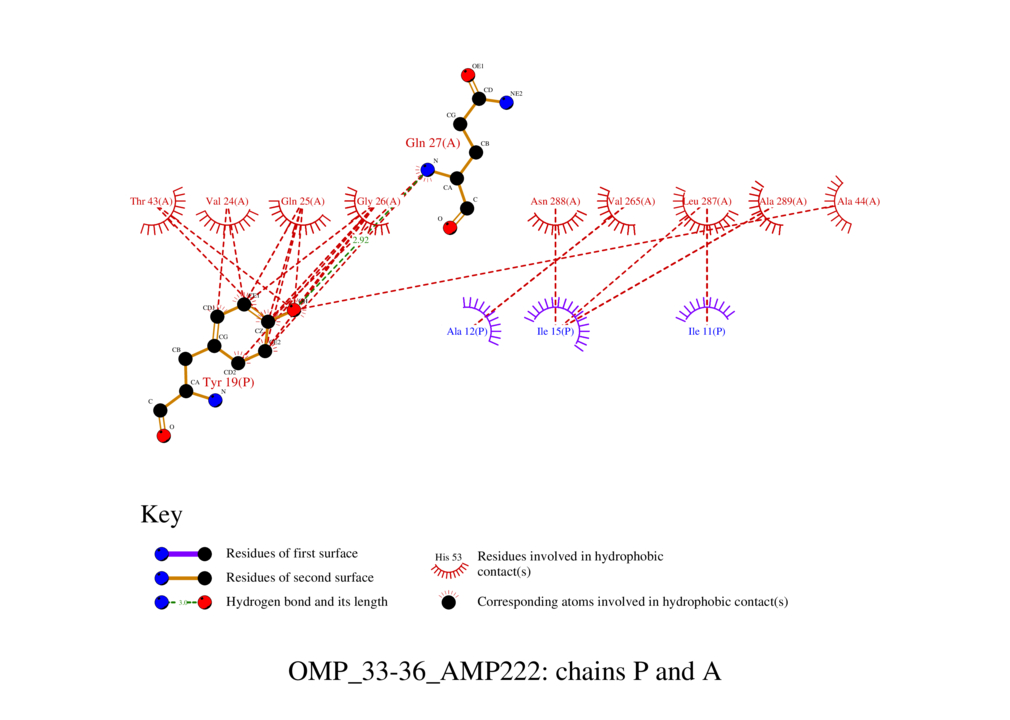 OE1
CD
NE2
CG
Gln 27(A)
CB
N
CA
C
O
Thr 43(A) Val 24(A) Gln 25(A) Gly 26(A) Asn 288(A) Val 265(A) Leu 287(A) Ala 289(A) Ala 44(A)
2.92
CD1
CZ
CG
Ala 12(P) Ile 15(P) Ile 11(P)
CB
CD2
CA Tyr 19(P)
N
C
O
Key
Residues of first surface
His 53 Residues involved in hydrophobic
contact(s)
Residues of second surface
3.0 Hydrogen bond and its length
Corresponding atoms involved in hydrophobic contact(s)
OMP_33-36_AMP222: chains P and A